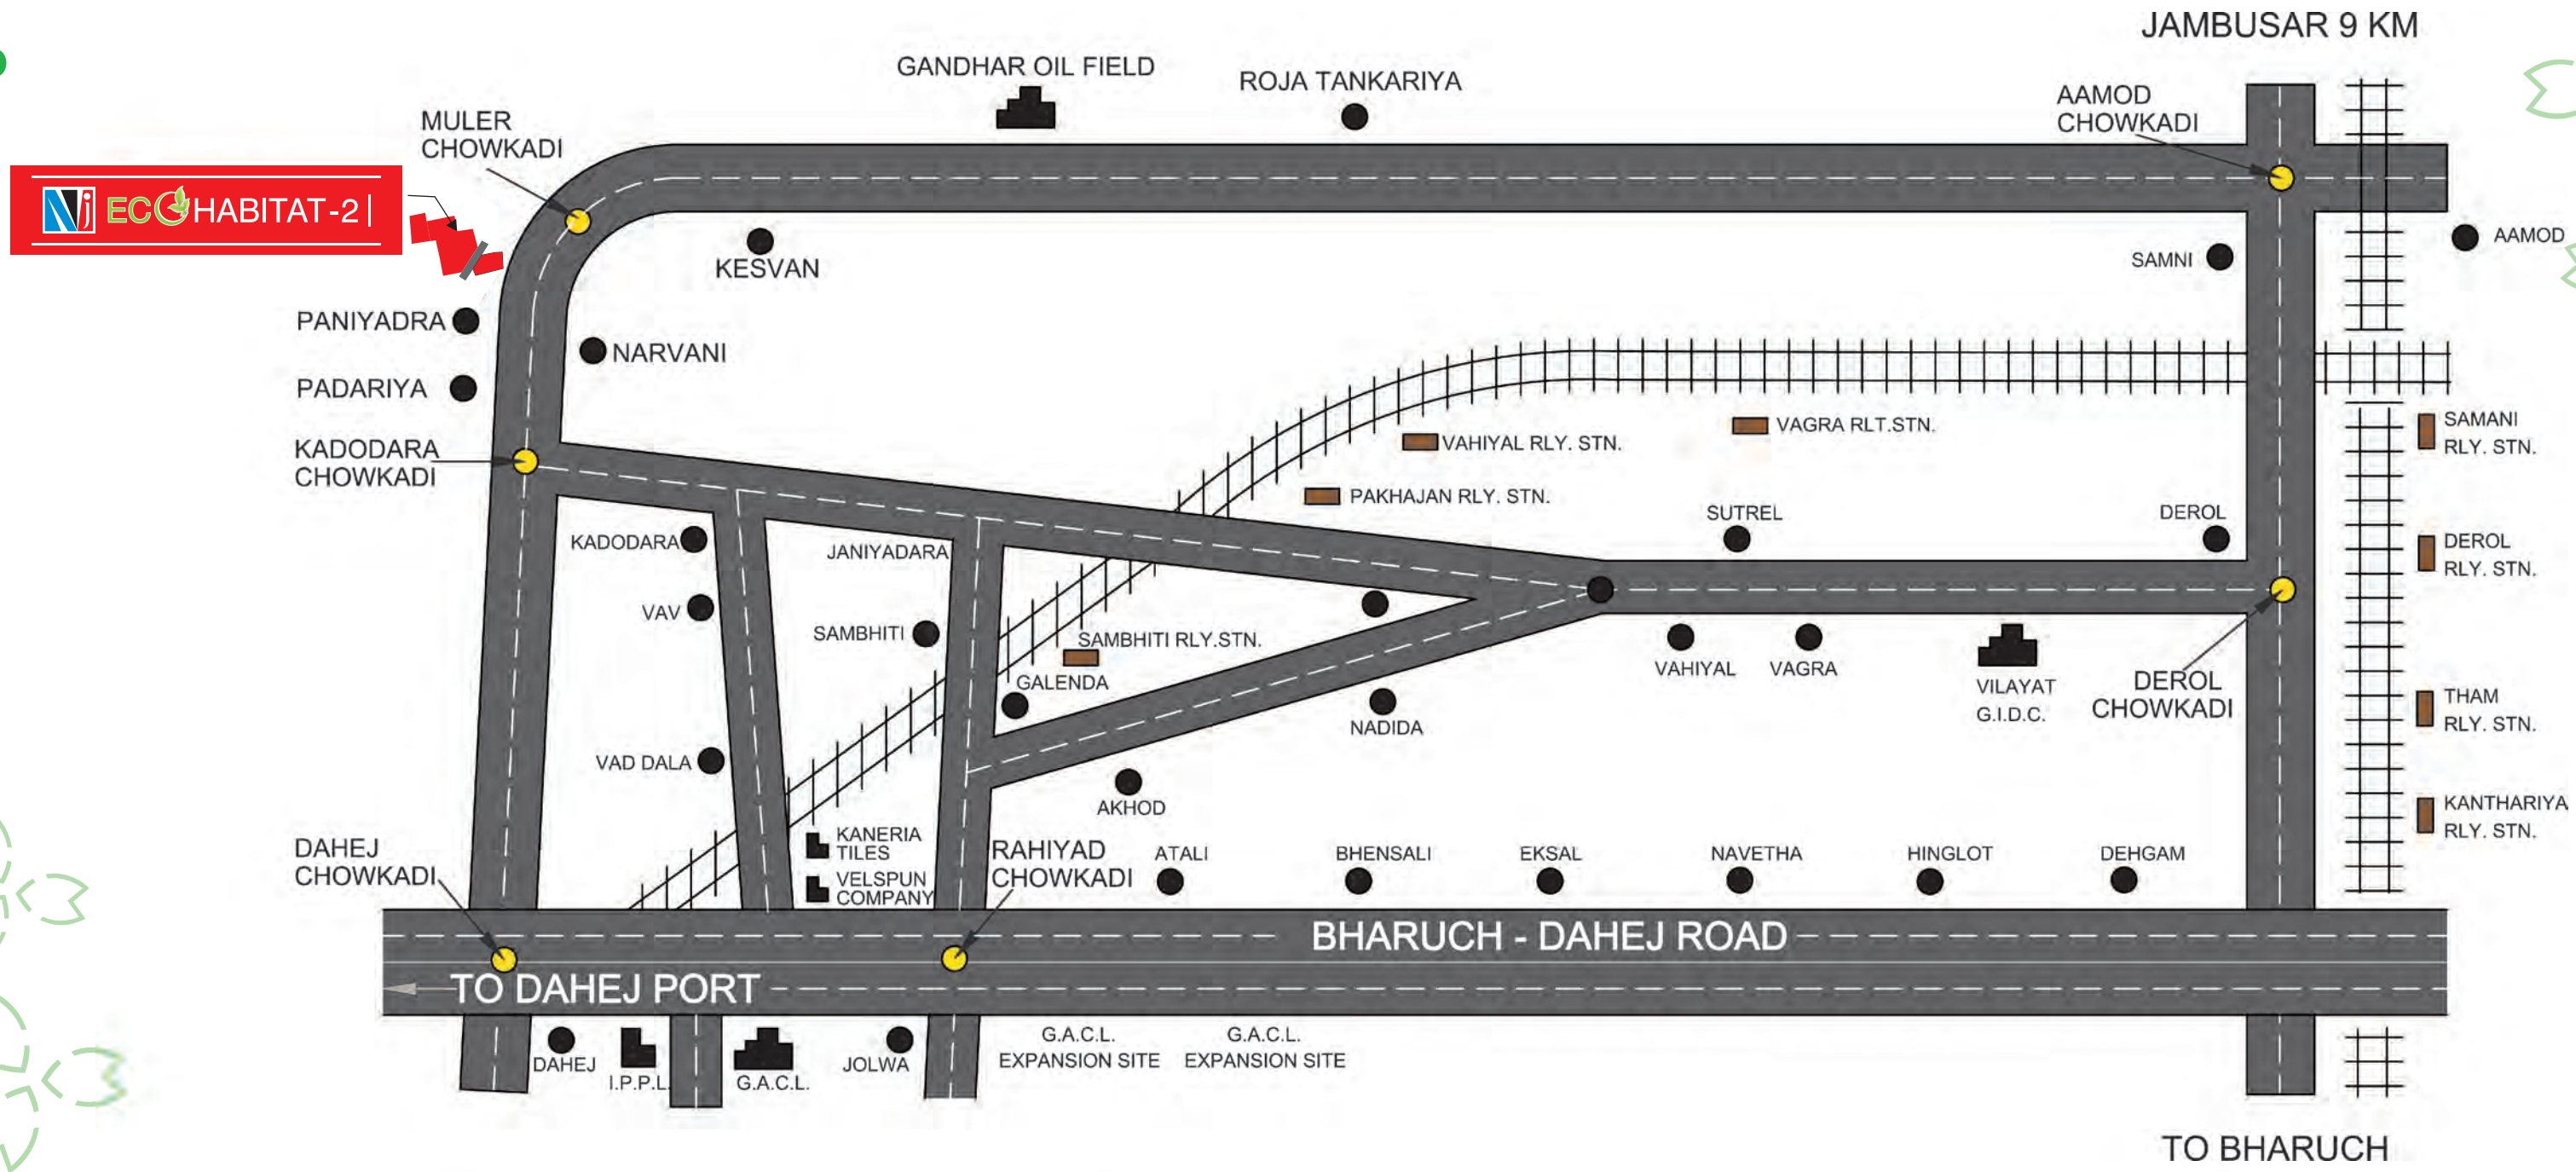 JAMBUSAR 9 KM
GANDHAR OIL FIELD
ROJA TANKARIYA
AAMOD
CHOWKADI
MULER
CHOWKADI
Nj ECO HABITAT-2
KESVAN
SAMNI
AAMOD
PANIYADRA
NARVANI
PADARIYA
VAHIYAL RLY. STN.
VAGRA RLT.STN.
SAMANI
RLY. STN.
KADODARA
CHOWKADI
PAKHAJAN RLY. STN.
SUTREL
DEROL
KADODARA
JANIYADARA
DEROL
RLY. STN.
VAV
SAMBHITI
SAMBHITI RLY.STN.
GALENDA
VAHIYAL
VAGRA
VILAYAT
G.I.D.C.
DEROL
CHOWKADI
NADIDA
THAM
RLY. STN.
VAD DALA
AKHOD
KANTHARIYA
RLY. STN.
DAHEJ
CHOWKADI
KANERIA
TILES
VELSPUN
COMPANY
RAHIYAD
CHOWKADI
ATALI
BHENSALI
EKSAL
NAVETHA
HINGLOT
DEHGAM
BHARUCH - DAHEJ ROAD
TO DAHEJ PORT
DAHEJ
I.P.P.L.
G.A.C.L.
JOLWA
G.A.C.L.
EXPANSION SITE
G.A.C.L.
EXPANSION SITE
TO BHARUCH